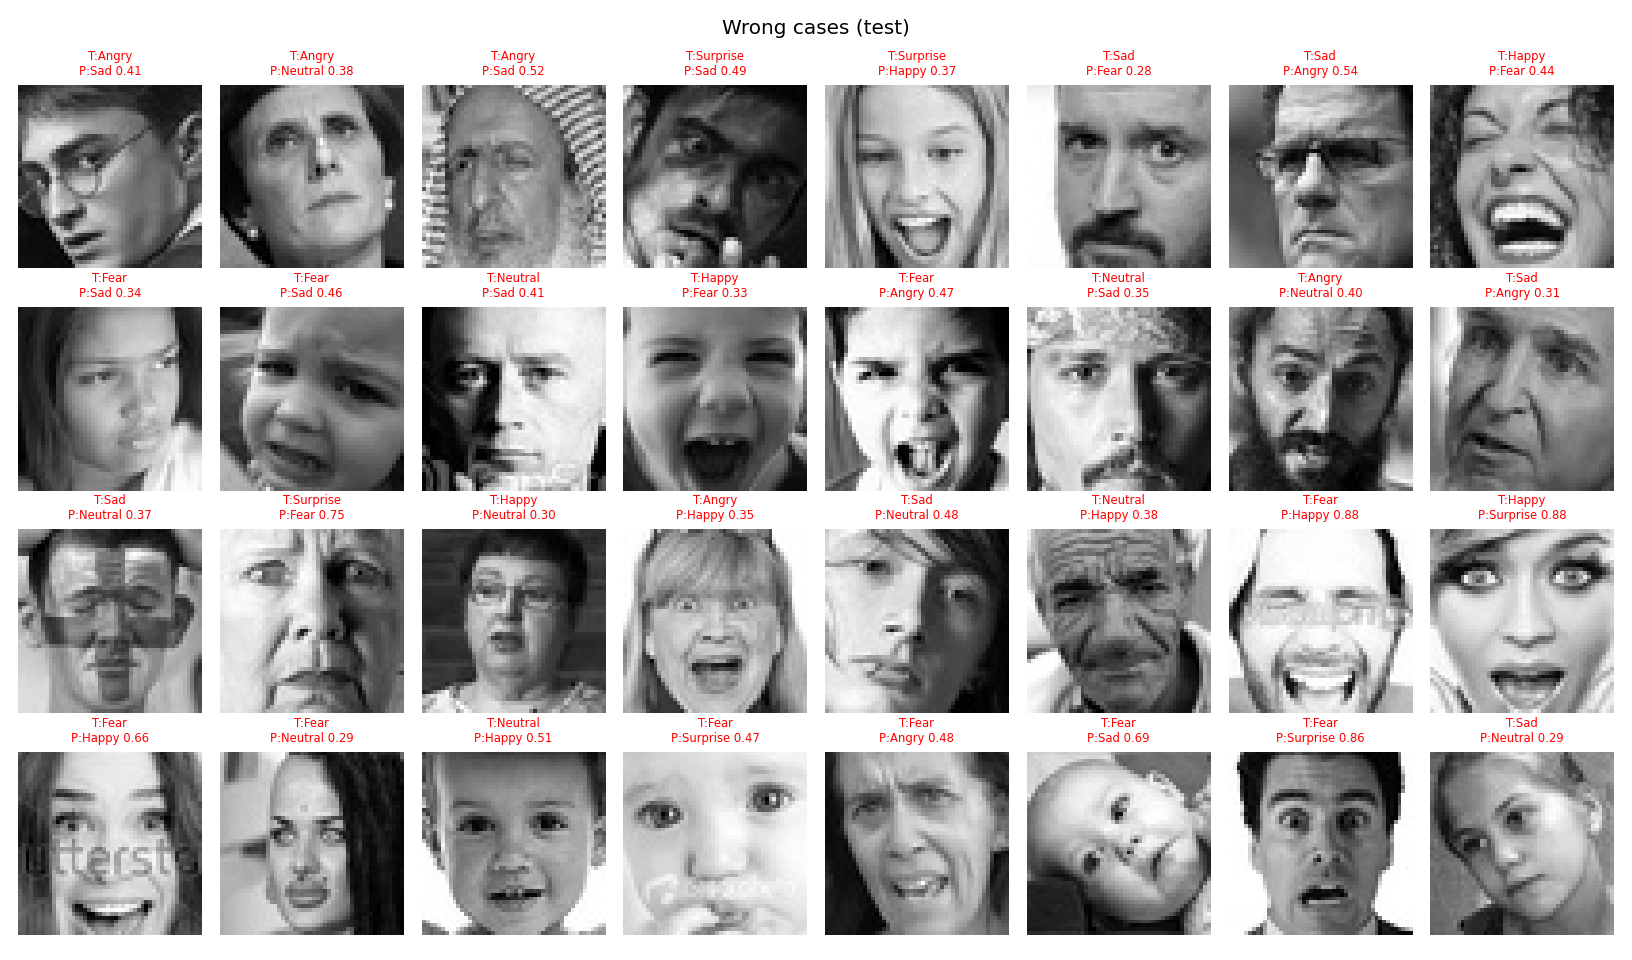 Wrong cases (test)
T:Angry
P:Sad 0.41
T:Angry
P:Neutral 0.38
T:Angry
P:Sad 0.52
T:Surprise
P:Sad 0.49
T:Surprise
P:Happy 0.37
T:Sad
P:Fear 0.28
T:Sad
P:Angry 0.54
T:Happy
P:Fear 0.44
T:Fear
P:Sad 0.34
T:Fear
P:Sad 0.46
T:Neutral
P:Sad 0.41
T:Happy
P:Fear 0.33
T:Fear
P:Angry 0.47
T:Neutral
P:Sad 0.35
T:Angry
P:Neutral 0.40
T:Sad
P:Angry 0.31
T:Sad
P:Neutral 0.37
T:Surprise
P:Fear 0.75
T:Happy
P:Neutral 0.30
T:Angry
P:Happy 0.35
T:Sad
P:Neutral 0.48
T:Neutral
P:Happy 0.38
T:Fear
P:Happy 0.88
T:Happy
P:Surprise 0.88
T:Fear
P:Happy 0.66
T:Fear
P:Neutral 0.29
T:Neutral
P:Happy 0.51
T:Fear
P:Surprise 0.47
T:Fear
P:Angry 0.48
T:Fear
P:Sad 0.69
T:Fear
P:Surprise 0.86
T:Sad
P:Neutral 0.29
uttersto